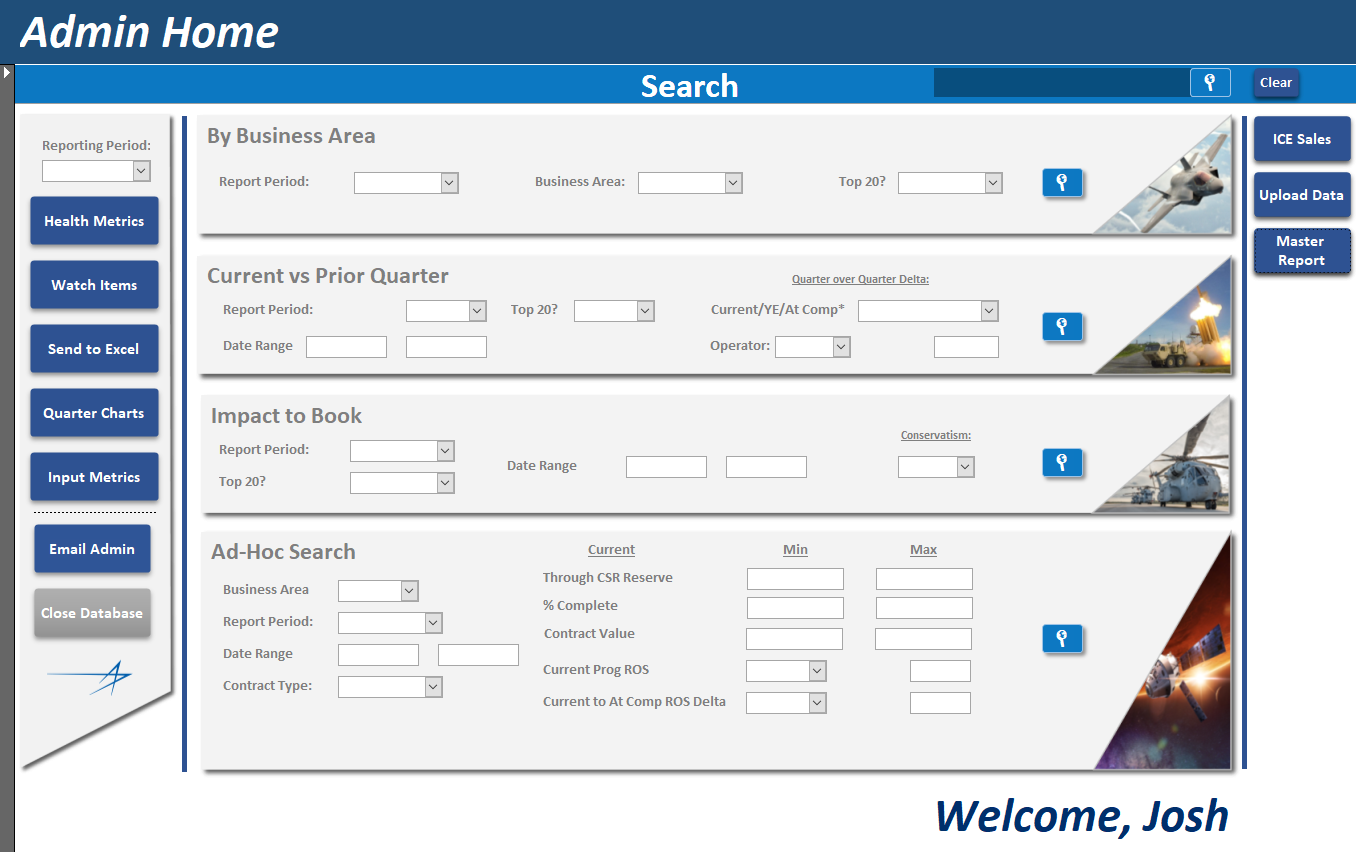 Admin Home
Search
Clear
Reporting Period:
Health Metrics
Watch Items
Send to Excel
Quarter Charts
Input Metrics
Email Admin
Close Database
By Business Area
Report Period:
Business Area:
Top 20?
Current vs Prior Quarter
Quarter over Quarter Delta:
Report Period:
Top 20?
Current/YE/At Comp*
Date Range
Operator:
Impact to Book
Conservatism:
Report Period:
Date Range
Top 20?
Ad-Hoc Search
Current
Min
Max
Business Area
Report Period:
Date Range
Contract Type:
Through CSR Reserve
% Complete
Contract Value
Current Prog ROS
Current to At Comp ROS Delta
ICE Sales
Upload Data
Master
Report
Welcome, Josh